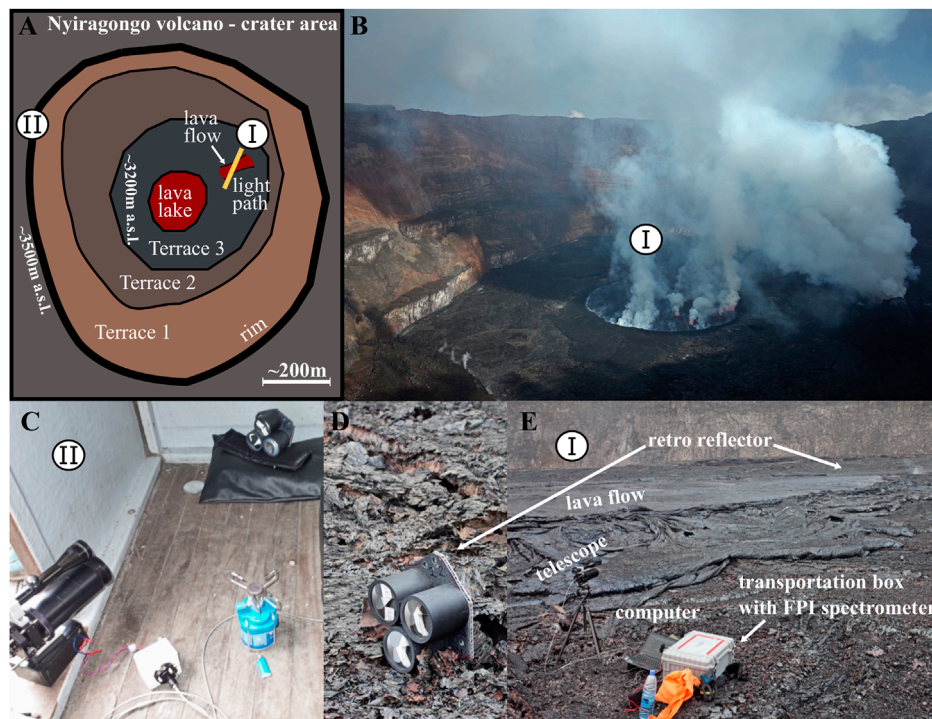 A
Nyiragongo volcano - crater area
II
lava
flow
I
~3200m a.s.l.
lava
lake
light
path
Terrace 3
~3500m a.s.l.
Terrace 2
Terrace 1
rim
~200m
B
I
C
II
D
E
I
retro reflector
lava flow
telescope
computer
transportation box
with FPI spectrometer